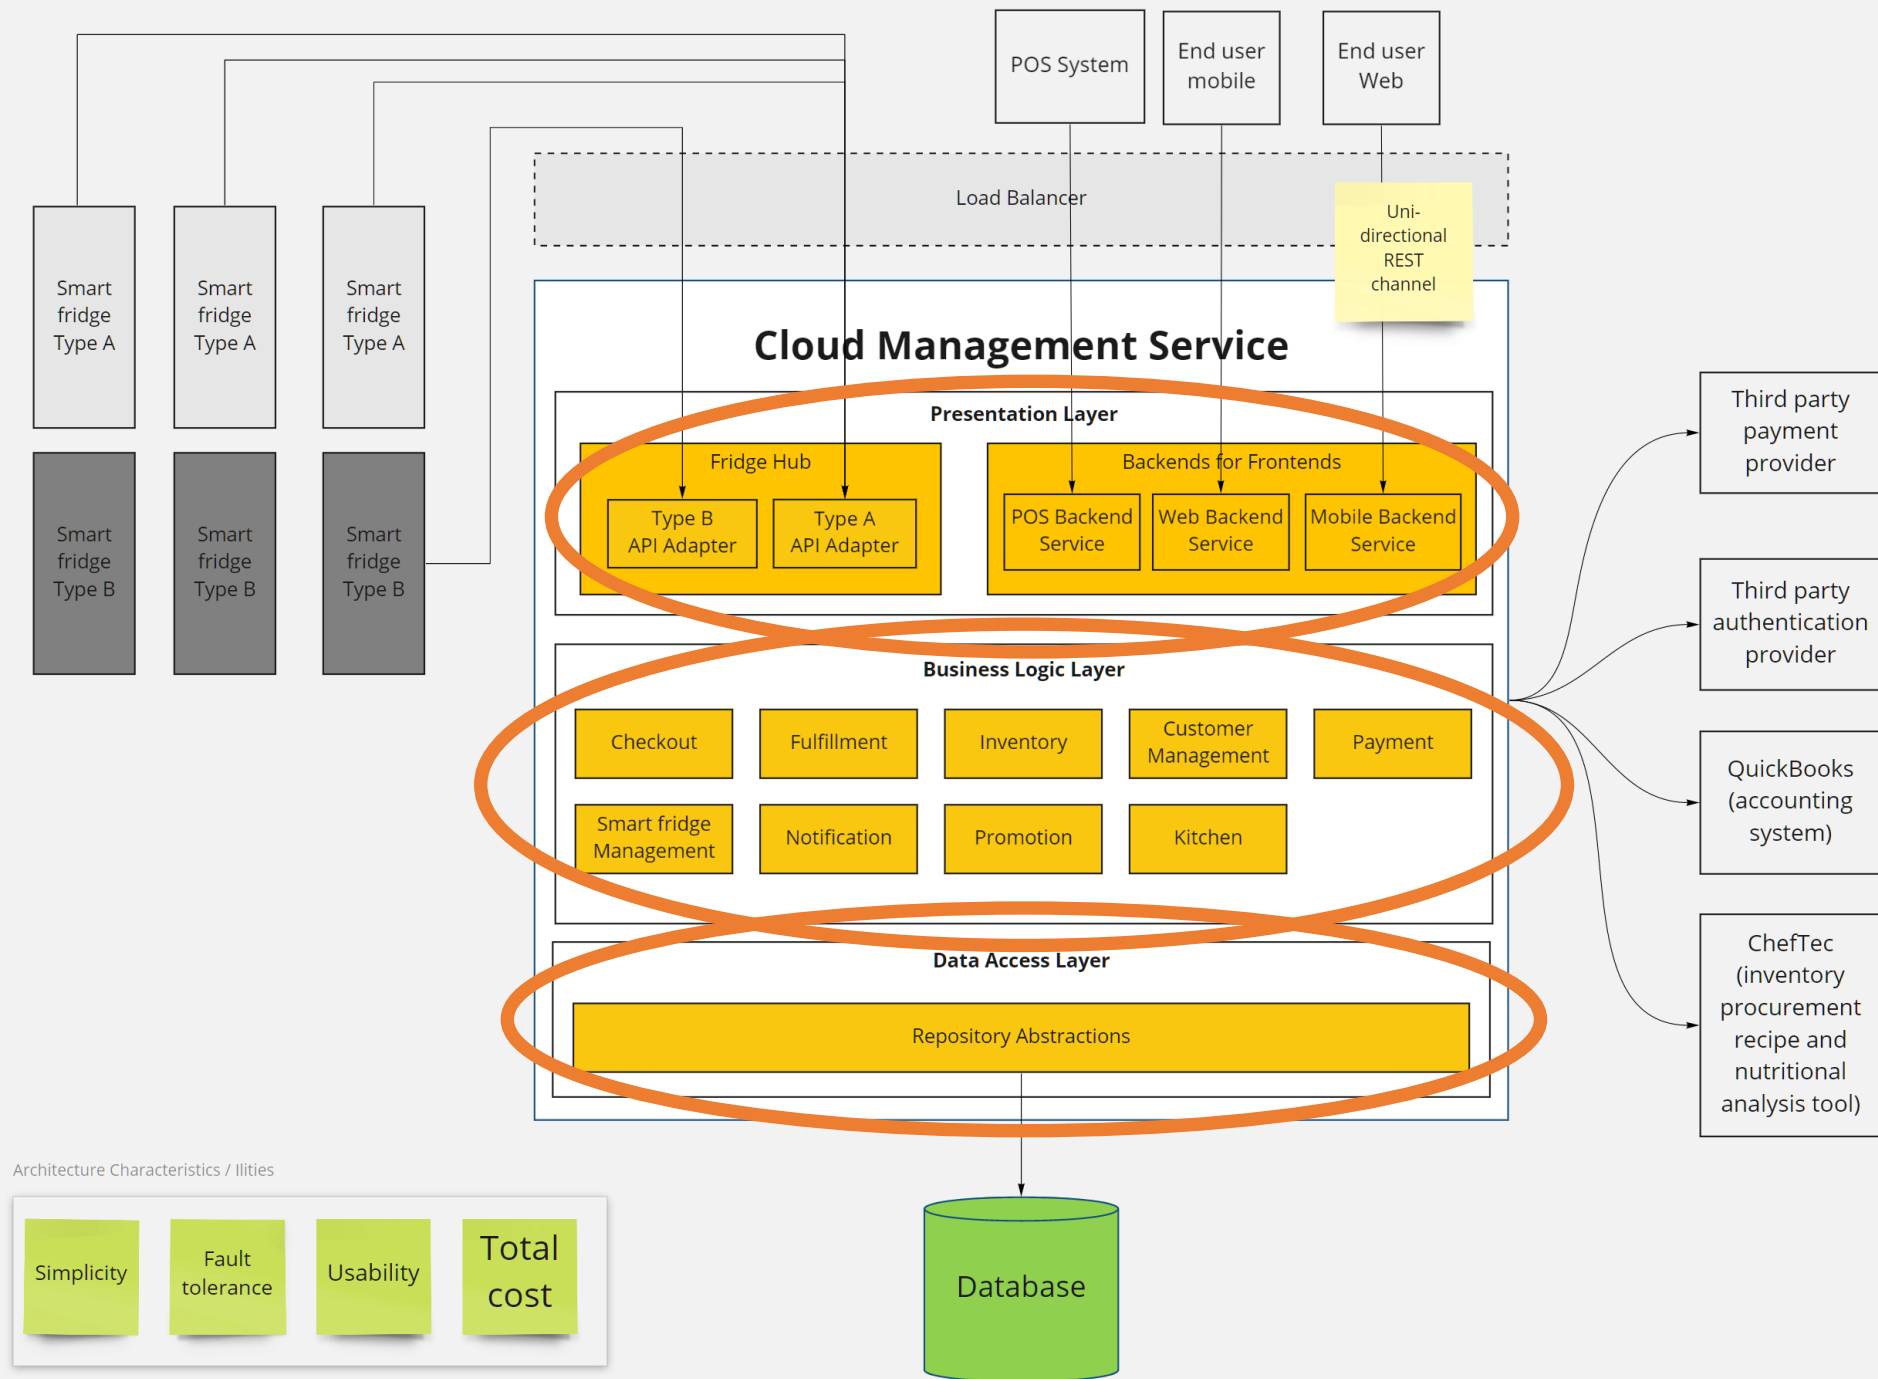 POS System
End user
mobile
End user
Web
Load Balancer
Uni-
directional
REST
channel
Smart
fridge
Type A
Smart
fridge
Type A
Smart
fridge
Type A
Smart
fridge
Type B
Smart
fridge
Type B
Smart
fridge
Type B
Cloud Management Service
Presentation Layer
Fridge Hub
Type B
API Adapter
Type A
API Adapter
Backends for Frontends
POS Backend
Service
Web Backend
Service
Mobile Backend
Service
Business Logic Layer
Checkout
Fulfillment
Inventory
Customer
Management
Payment
Smart fridge
Management
Notification
Promotion
Kitchen
Data Access Layer
Repository Abstractions
Database
Third party
payment
provider
Third party
authentication
provider
QuickBooks
(accounting
system)
ChefTec
(inventory
procurement
recipe and
nutritional
analysis tool)
Architecture Characteristics / Ilities
Simplicity
Fault
tolerance
Usability
Total
cost